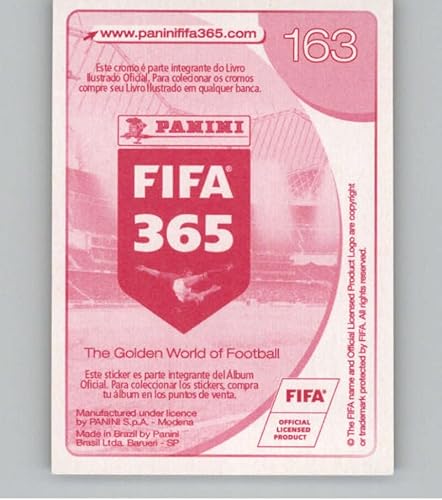 www.paninififa365.com
163
Este cromo é parte integrante do Livro
Ilustrado Oficial. Para colecionar os cromos
compre seu Livro Ilustrado em qualquer banca.
PANINI
FIFA®
365
The Golden World of Football
Este sticker es parte integrante del Álbum
Oficial. Para coleccionar los stickers, compra
tu álbum en los puntos de venta.
Manufactured under licence
by PANINI S.p.A. - Modena
Made in Brazil by Panini
Brasil Ltda. Barueri - SP
FIFA®
OFFICIAL
LICENSED
PRODUCT
© The FIFA name and Official Licensed Product Logo are copyright
or trademark protected by FIFA. All rights reserved.